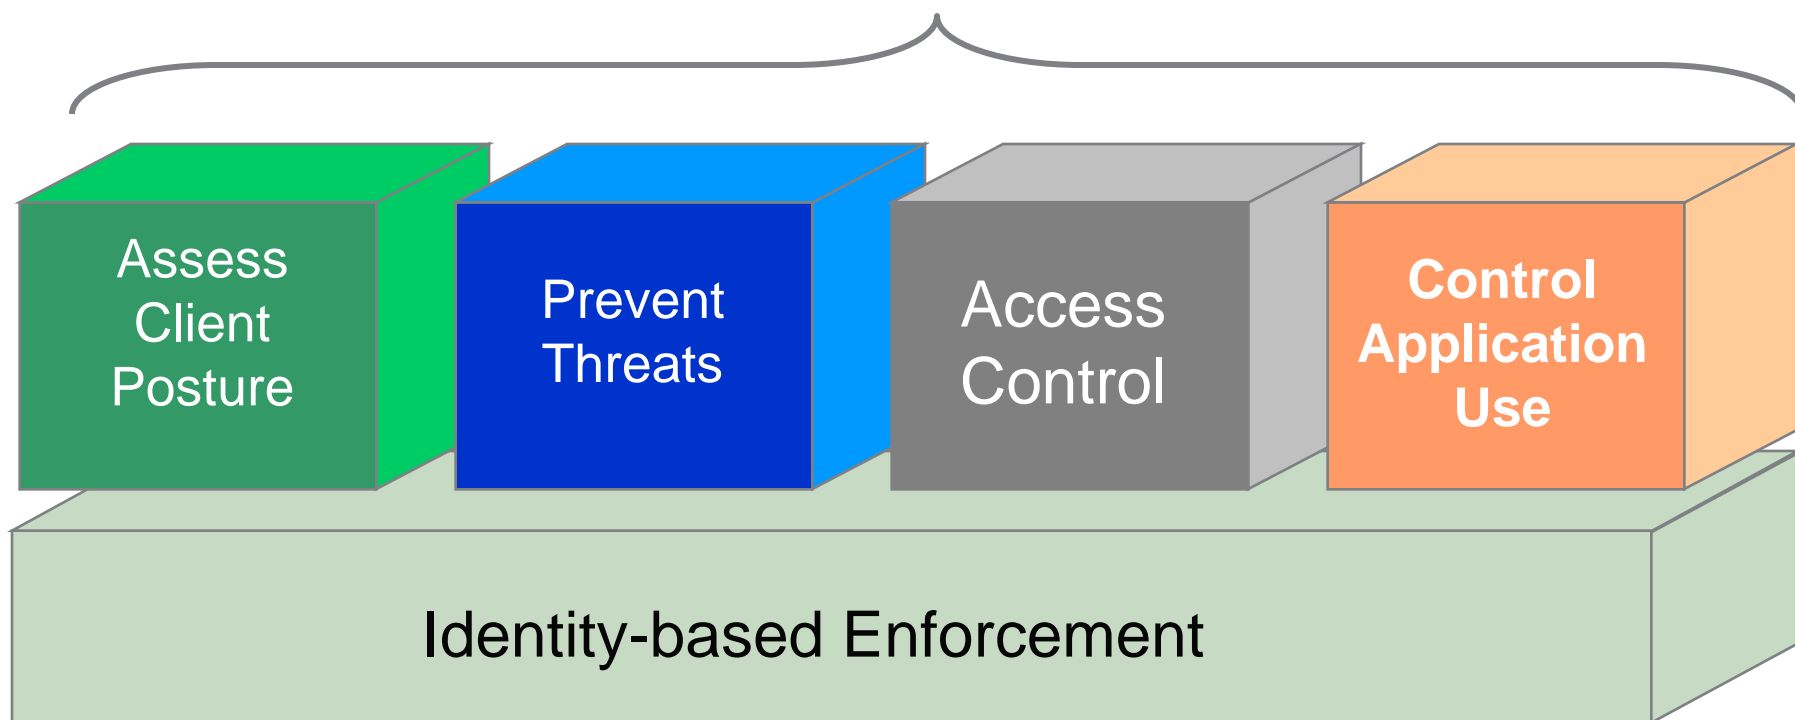 Assess
Client
Posture
Prevent
Threats
Access
Control
Control
Application
Use
Identity-based Enforcement